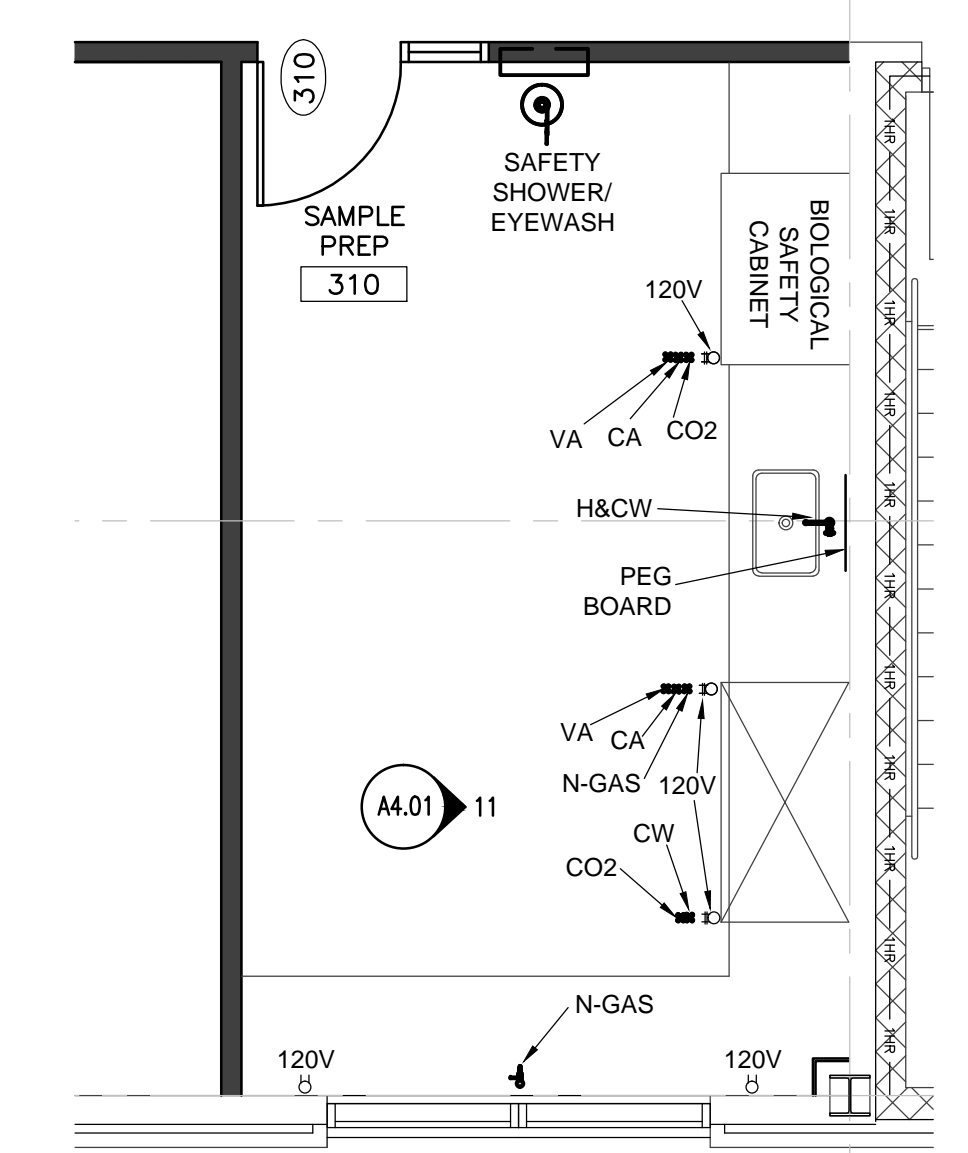 310
SAFETY
SHOWER/
EYEWASH
SAMPLE
PREP
310
BIOLOGICAL
SAFETY
CABINET
120V
VA
CA
CO2
H&CW
PEG
BOARD
VA
CA
N-GAS
120V
A4.01
11
CW
CO2
N-GAS
120V
120V
1HR
1HR
1HR
1HR
1HR
1HR
1HR
1HR
1HR
1HR
1HR